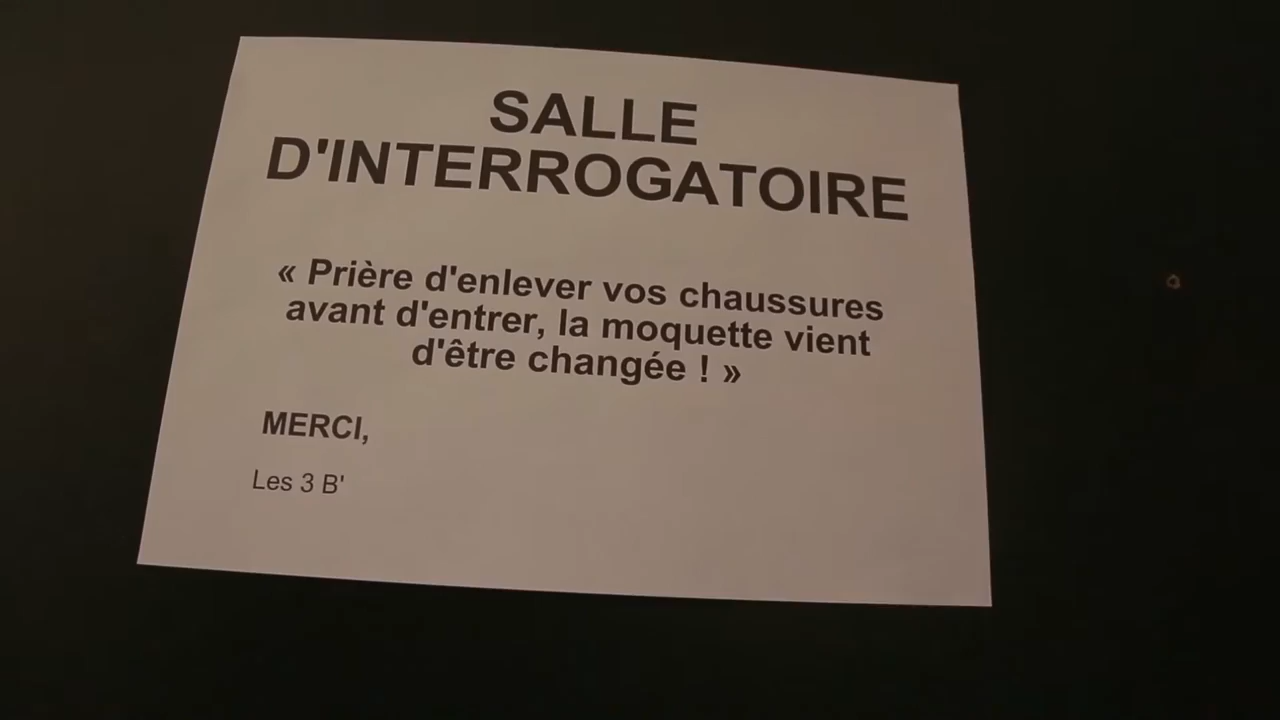 SALLE
D'INTERROGATOIRE
« Prière d'enlever vos chaussures
avant d'entrer, la moquette vient
d'être changée ! »
MERCI,
Les 3 B'